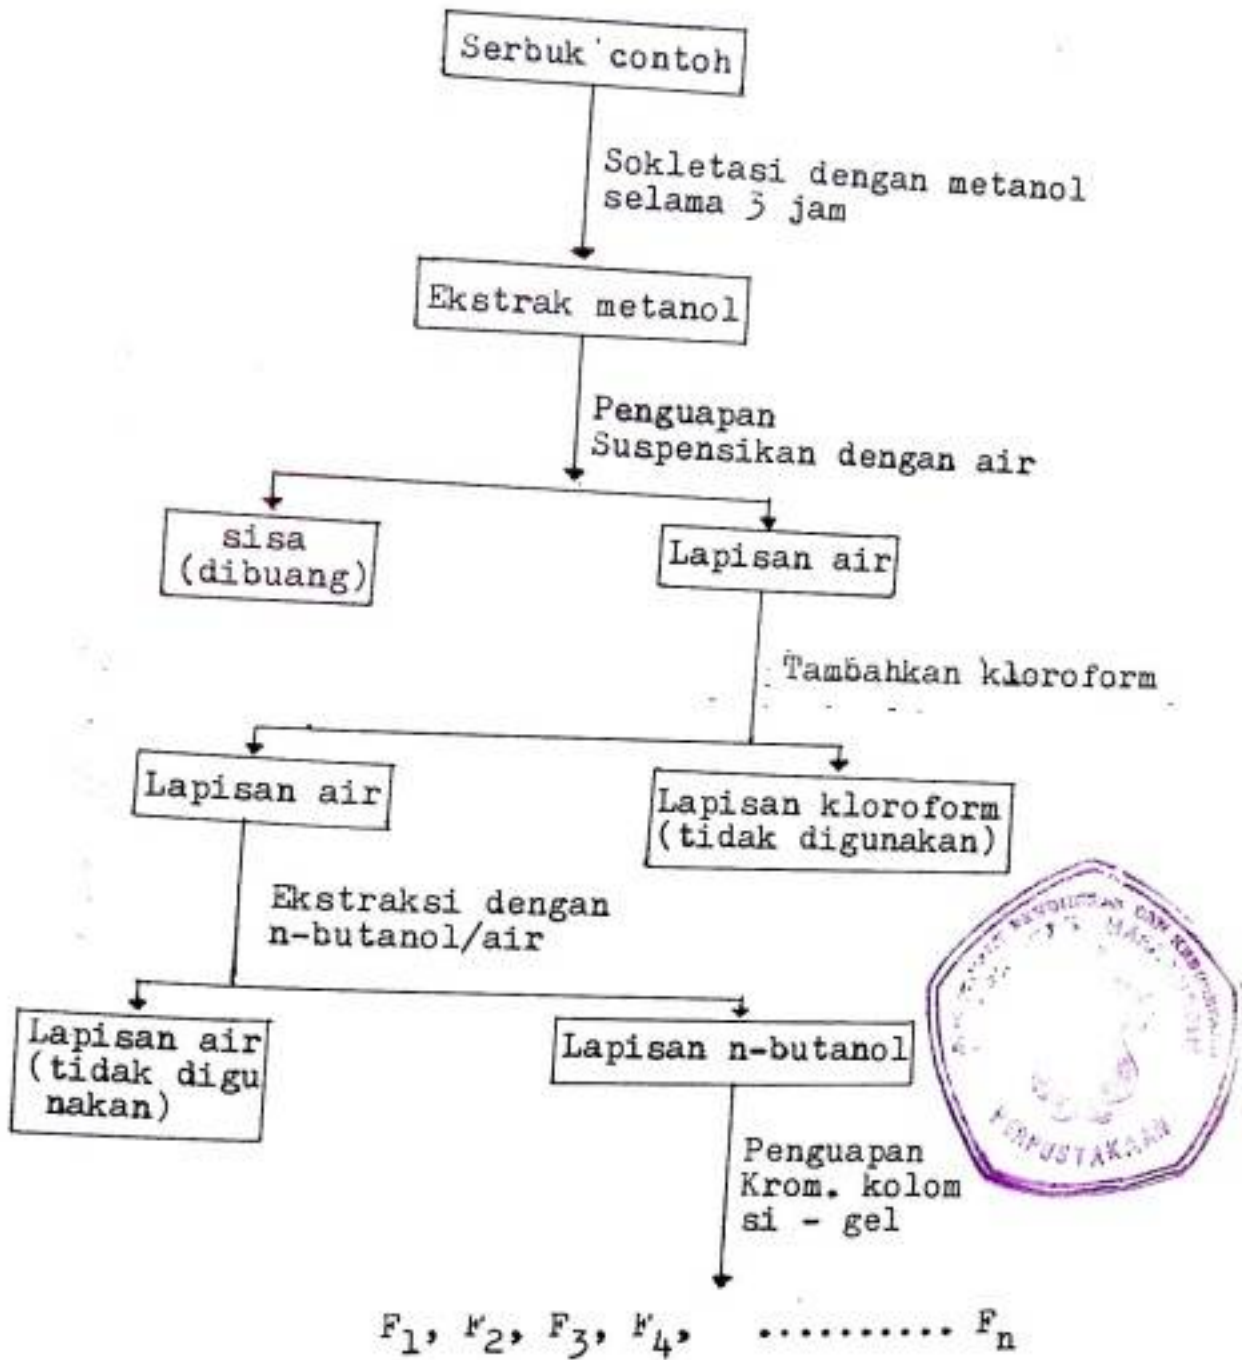 Serbuk contoh
Sokletasi dengan metanol
selama 3 jam
Ekstrak metanol
Penguapan
Suspensikan dengan air
sisa
(dibuang)
Lapisan air
Tambahkan kloroform
Lapisan air
Lapisan kloroform
(tidak digunakan)
Ekstraksi dengan
n-butanol/air
Lapisan air
(tidak digu
nakan)
Lapisan n-butanol
Penguapan
Krom. kolom
si - gel
F1, F2, F3, F4, .......... Fn
DAN
PERPUSTAKAAN